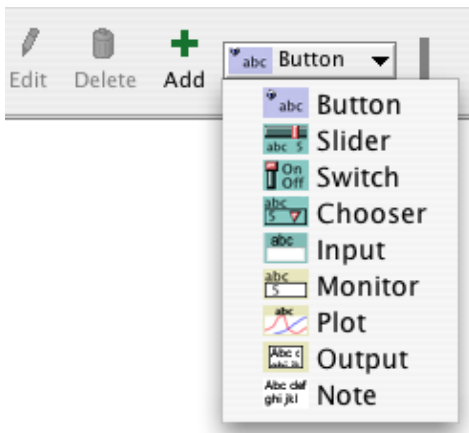 Edit Delete Add abc Button
abc Button
abc 5 Slider
On Off Switch
abc 5 Chooser
abc Input
abc 5 Monitor
abc Plot
Abc d Output
Abc def ghi jkl Note